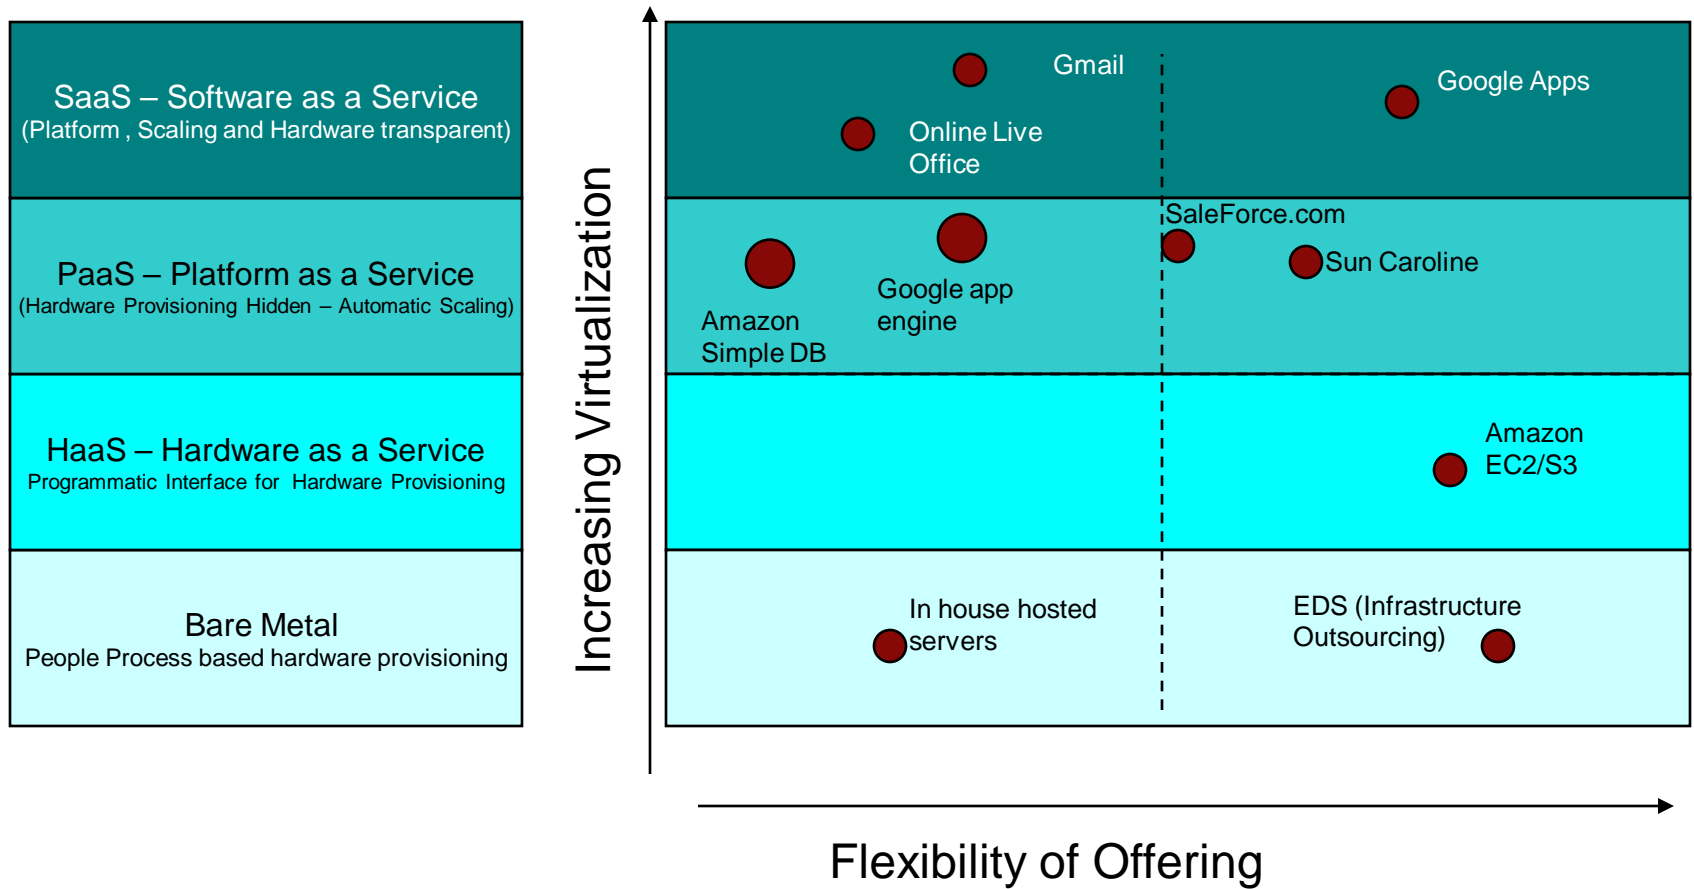 SaaS – Software as a Service
(Platform , Scaling and Hardware transparent)
PaaS – Platform as a Service
(Hardware Provisioning Hidden – Automatic Scaling)
HaaS – Hardware as a Service
Programmatic Interface for Hardware Provisioning
Bare Metal
People Process based hardware provisioning
Increasing Virtualization
Gmail
Google Apps
Online Live
Office
SaleForce.com
Sun Caroline
Google app
engine
Amazon
Simple DB
Amazon
EC2/S3
In house hosted
servers
EDS (Infrastructure
Outsourcing)
Flexibility of Offering